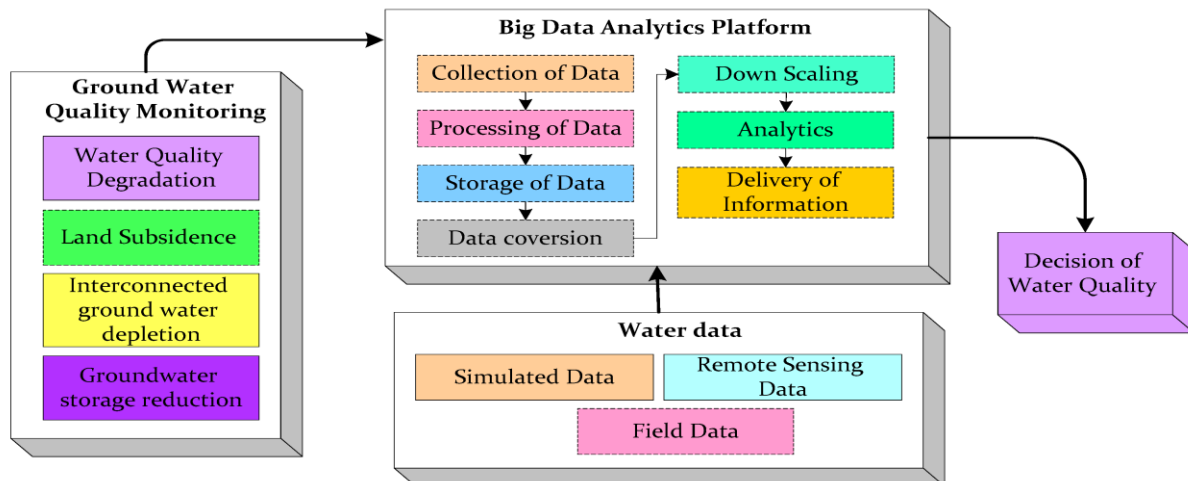 Ground Water
Quality Monitoring
Water Quality
Degradation
Land Subsidence
Interconnected
ground water
depletion
Groundwater
storage reduction
Big Data Analytics Platform
Collection of Data
Processing of Data
Storage of Data
Data coversion
Down Scaling
Analytics
Delivery of
Information
Water data
Simulated Data
Remote Sensing
Data
Field Data
Decision of
Water Quality